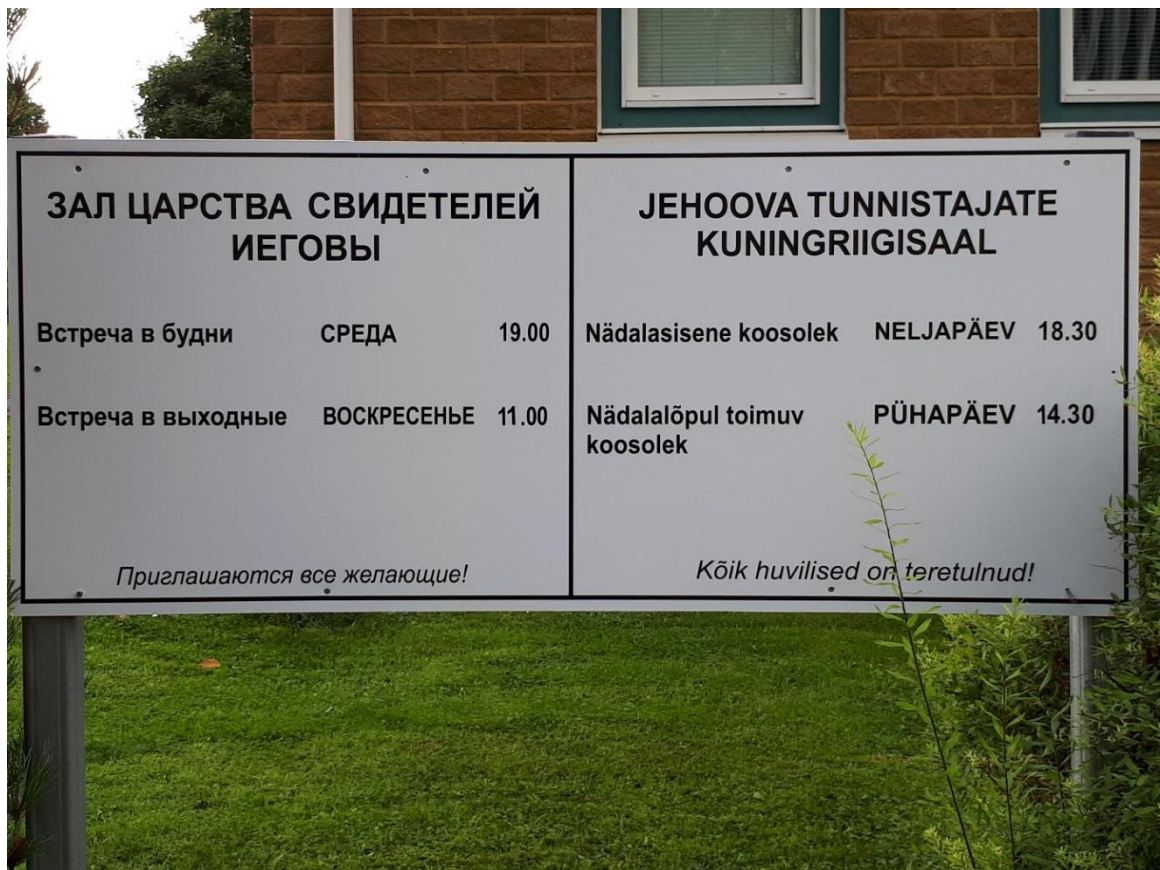 ЗАЛ ЦАРСТВА СВИДЕТЕЛЕЙ
ИЕГОВЫ
Встреча в будни СРЕДА 19.00
Встреча в выходные ВОСКРЕСЕНЬЕ 11.00
Приглашаются все желающие!
JEHOOVA TUNNISTAJATE
KUNINGRIIGISAAL
Nädalasisene koosolek NELJAPÄEV 18.30
Nädalalõpul toimuv PÜHAPÄEV 14.30
koosolek
Kõik huvilised on teretulnud!